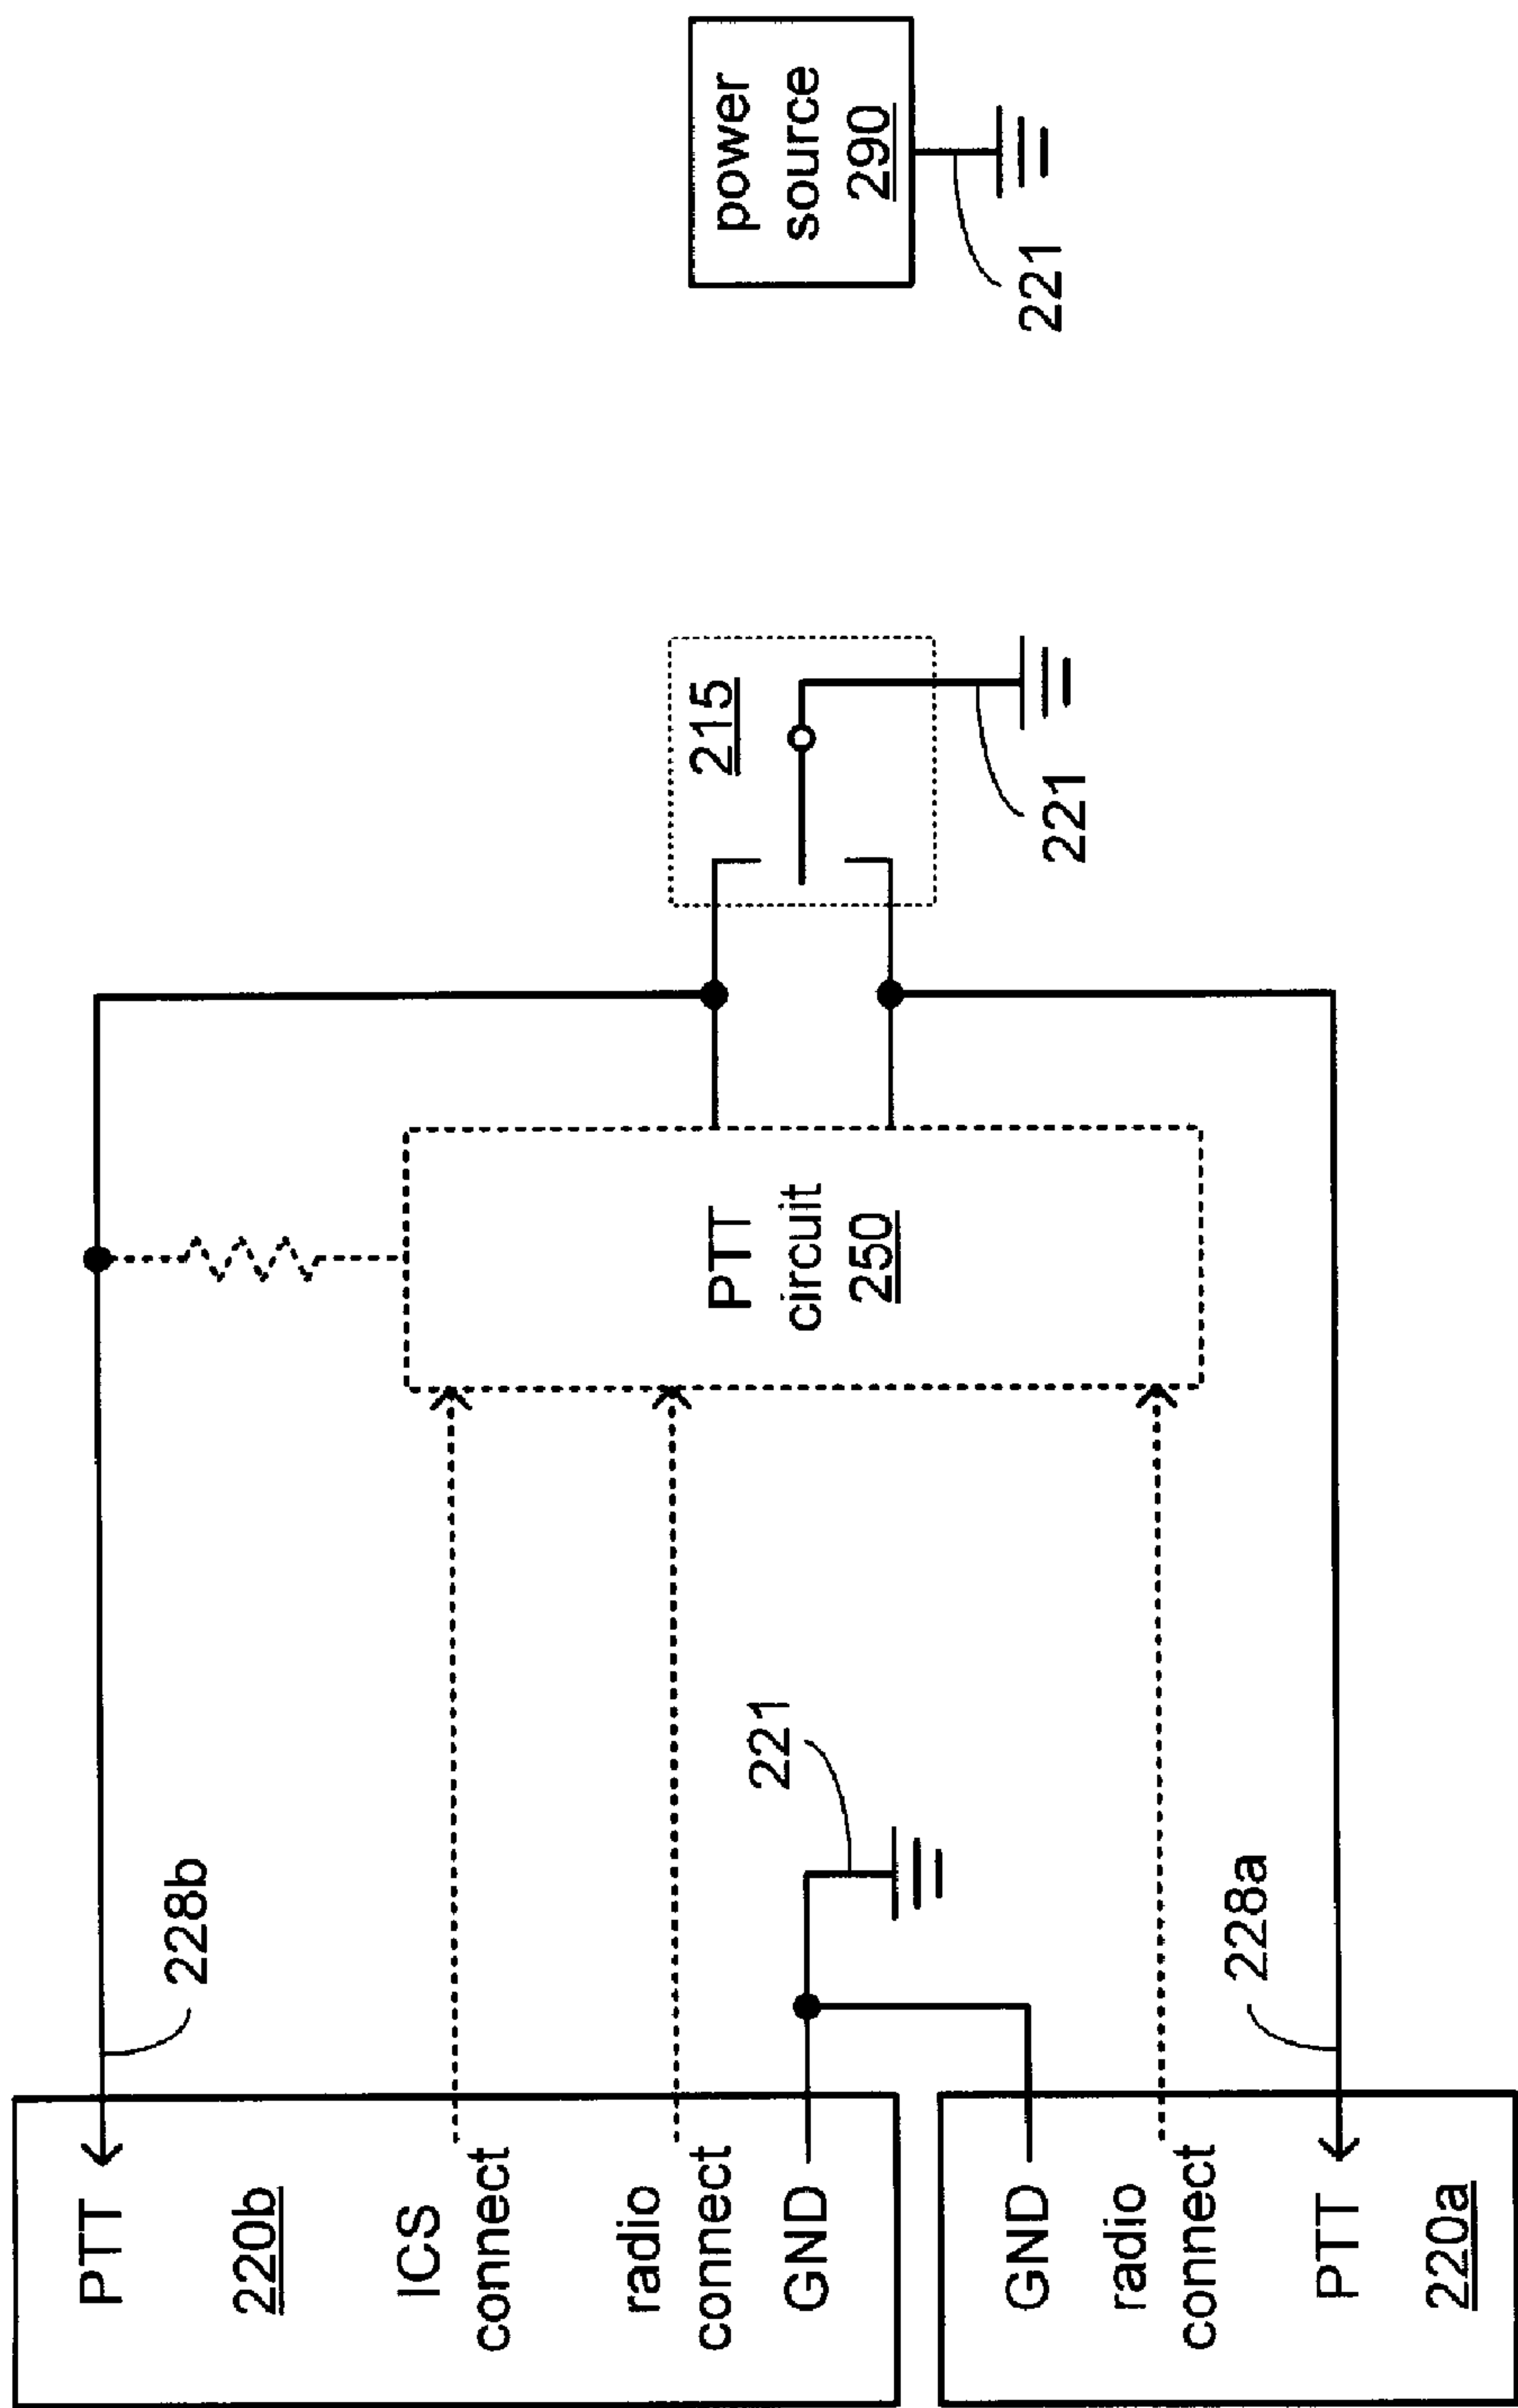 PTT
220b
ICS
connect
radio
connect
GND
GND
radio
connect
PTT
220a
228b
221
228a
PTT
circuit
250
215
221
power
source
290
221